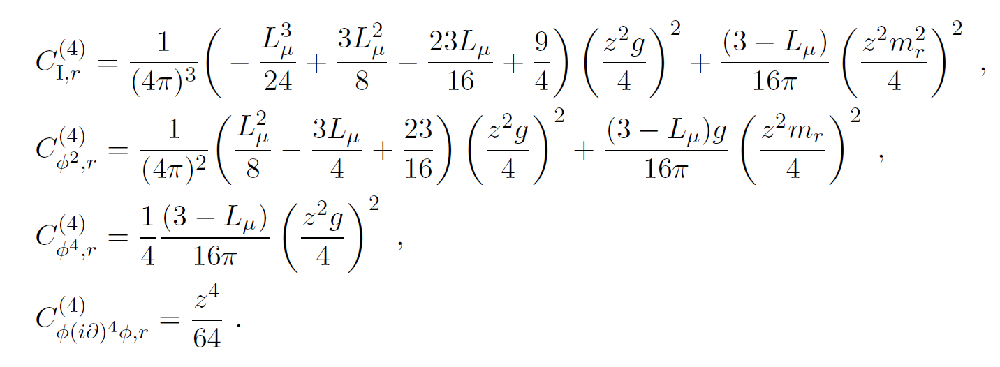 $C_{\mathrm{I},r}^{(4)} = \frac{1}{(4\pi)^3}\left(-\frac{L_\mu^3}{24}+\frac{3L_\mu^2}{8}-\frac{23L_\mu}{16}+\frac{9}{4}\right)\left(\frac{z^2 g}{4}\right)^2+\frac{(3-L_\mu)}{16\pi}\left(\frac{z^2 m_r^2}{4}\right)^2\ ,$
$C_{\phi^2,r}^{(4)} = \frac{1}{(4\pi)^2}\left(\frac{L_\mu^2}{8}-\frac{3L_\mu}{4}+\frac{23}{16}\right)\left(\frac{z^2 g}{4}\right)^2+\frac{(3-L_\mu)g}{16\pi}\left(\frac{z^2 m_r}{4}\right)^2\ ,$
$C_{\phi^4,r}^{(4)} = \frac{1}{4}\frac{(3-L_\mu)}{16\pi}\left(\frac{z^2 g}{4}\right)^2\ ,$
$C_{\phi(i\partial)^4\phi,r}^{(4)} = \frac{z^4}{64}\ .$